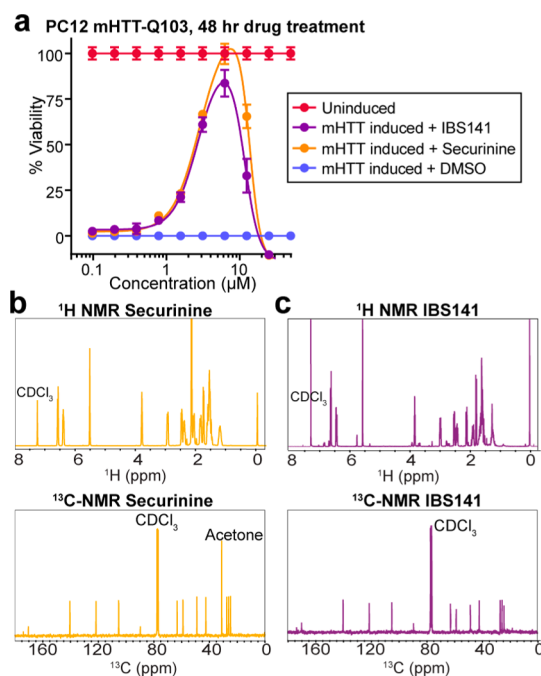 a PC12 mHTT-Q103, 48 hr drug treatment
% Viability
100
75
50
25
0
0.1 1 10
Concentration (µM)
Uninduced
mHTT induced + IBS141
mHTT induced + Securinine
mHTT induced + DMSO
b
¹H NMR Securinine
CDCl₃
8 6 4 2 0
¹H (ppm)
¹³C-NMR Securinine
CDCl₃
Acetone
160 120 80 40 0
¹³C (ppm)
c
¹H NMR IBS141
CDCl₃
8 6 4 2 0
¹H (ppm)
¹³C-NMR IBS141
CDCl₃
160 120 80 40 0
¹³C (ppm)